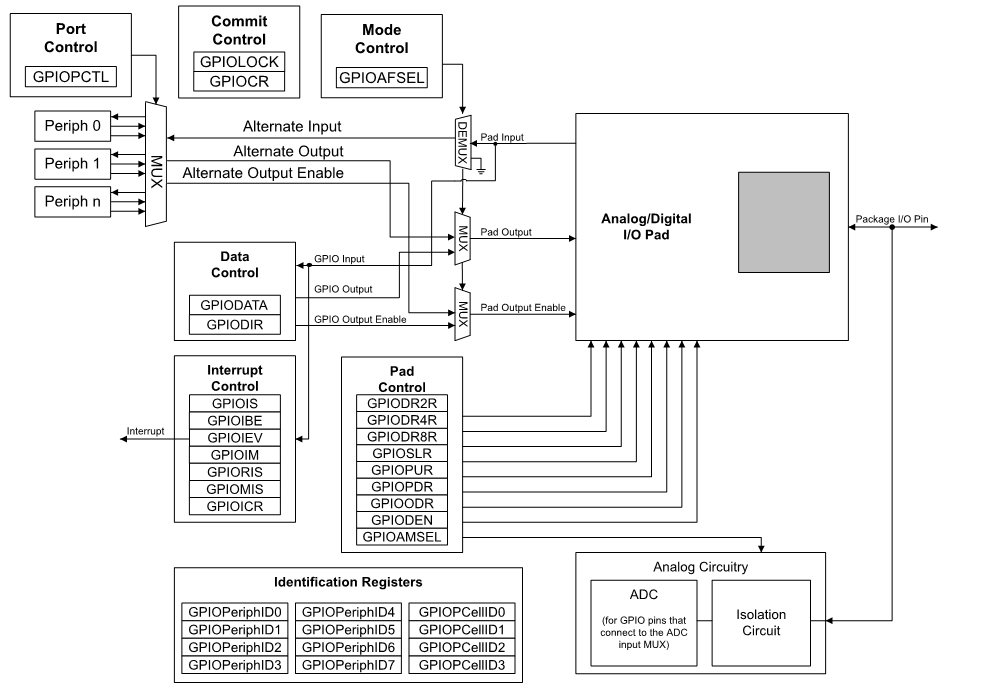 Port
Control
GPIOPCTL
Commit
Control
GPIOLOCK
GPIOCR
Mode
Control
GPIOAFSEL
Periph 0
Periph 1
Periph n
MUX
Alternate Input
Alternate Output
Alternate Output Enable
DEMUX
Pad Input
MUX
Pad Output
MUX
Pad Output Enable
Analog/Digital
I/O Pad
Package I/O Pin
Data
Control
GPIODATA
GPIODIR
GPIO Input
GPIO Output
GPIO Output Enable
Interrupt
Control
GPIOIS
GPIOIBE
GPIOIEV
GPIOIM
GPIORIS
GPIOMIS
GPIOICR
Interrupt
Pad
Control
GPIODR2R
GPIODR4R
GPIODR8R
GPIOSLR
GPIOPUR
GPIOPDR
GPIOODR
GPIODEN
GPIOAMSEL
Analog Circuitry
ADC
(for GPIO pins that
connect to the ADC
input MUX)
Isolation
Circuit
Identification Registers
GPIOPeriphID0 GPIOPeriphID4 GPIOPCellID0
GPIOPeriphID1 GPIOPeriphID5 GPIOPCellID1
GPIOPeriphID2 GPIOPeriphID6 GPIOPCellID2
GPIOPeriphID3 GPIOPeriphID7 GPIOPCellID3